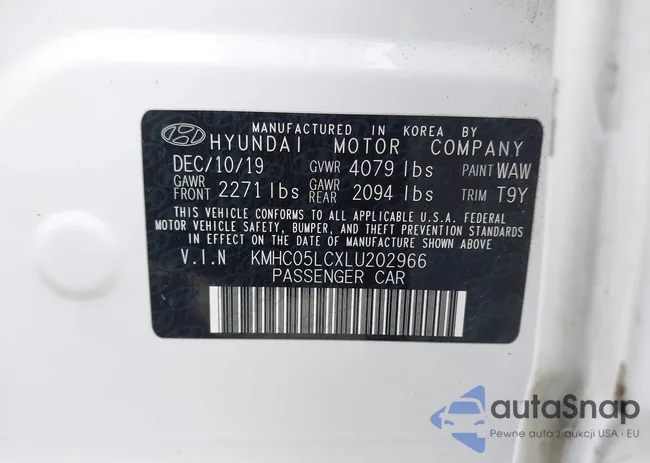 MANUFACTURED IN KOREA BY
HYUNDAI MOTOR COMPANY
DEC/10/19 GVWR 4079 lbs PAINT WAW
GAWR FRONT 2271 lbs GAWR REAR 2094 lbs TRIM T9Y
THIS VEHICLE CONFORMS TO ALL APPLICABLE U.S.A. FEDERAL
MOTOR VEHICLE SAFETY, BUMPER, AND THEFT PREVENTION STANDARDS
IN EFFECT ON THE DATE OF MANUFACTURE SHOWN ABOVE.
V.I.N KMHC05LCXLU202966
PASSENGER CAR
autoSnap
Pewne auta z aukcji USA i EU